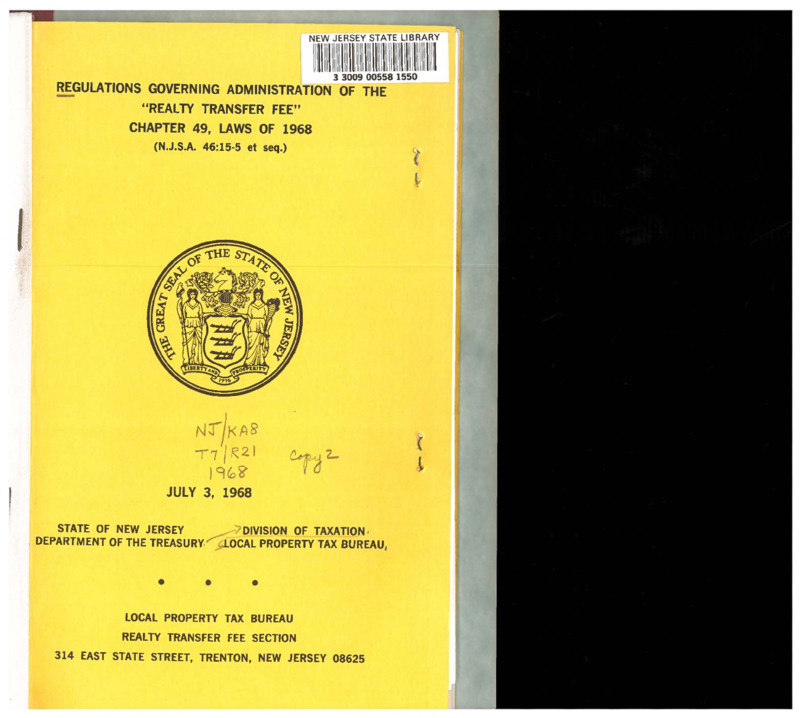 NEW JERSEY STATE LIBRARY
3 3009 00558 1550
REGULATIONS GOVERNING ADMINISTRATION OF THE
"REALTY TRANSFER FEE"
CHAPTER 49, LAWS OF 1968
(N.J.S.A. 46:15-5 et seq.)
THE GREAT SEAL OF THE STATE OF NEW JERSEY
LIBERTY AND PROSPERITY
1776
NJ/KA8
T7/R21 Copy 2
1968
JULY 3, 1968
STATE OF NEW JERSEY DIVISION OF TAXATION
DEPARTMENT OF THE TREASURY LOCAL PROPERTY TAX BUREAU,
• • •
LOCAL PROPERTY TAX BUREAU
REALTY TRANSFER FEE SECTION
314 EAST STATE STREET, TRENTON, NEW JERSEY 08625